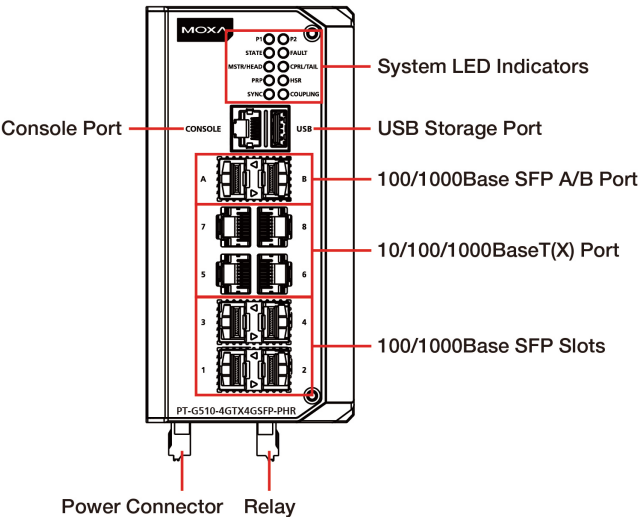 MOXA
P1 P2
STATE FAULT
MSTR/HEAD CPRL/TAIL
PRP HSR
SYNC COUPLING
System LED Indicators
Console Port
CONSOLE USB
USB Storage Port
A B
100/1000Base SFP A/B Port
7 8
10/100/1000BaseT(X) Port
5 6
3 4
100/1000Base SFP Slots
1 2
PT-G510-4GTX4GSFP-PHR
Power Connector Relay